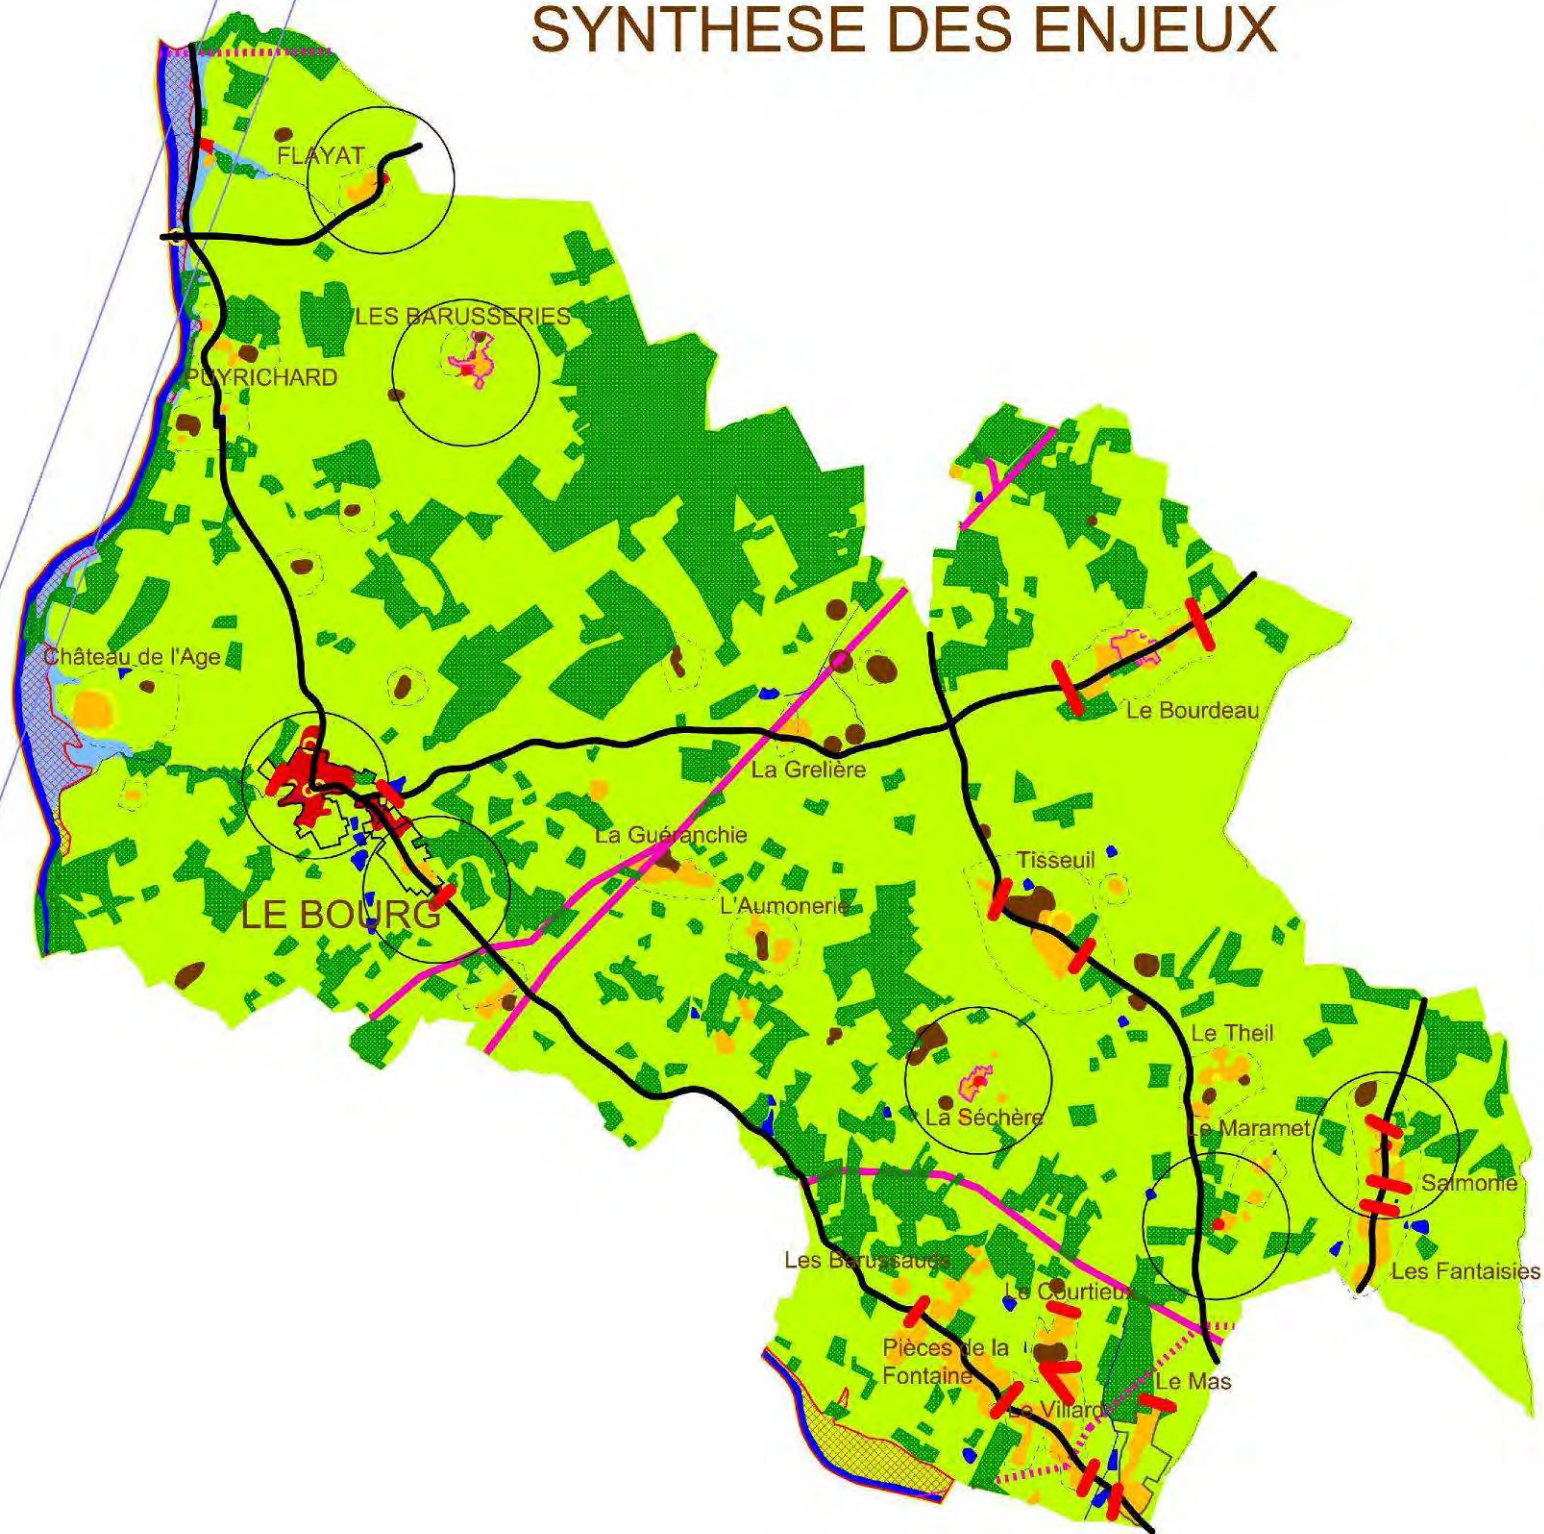 SYNTHESE DES ENJEUX
FLAYAT
LES BARUSSERIES
PUYRICHARD
Château de l'Age
Le Bourdeau
La Grelière
La Guéranchie
Tisseuil
L'Aumonerie
LE BOURG
Le Theil
La Séchère
Le Maramet
Salmonie
Les Barussauds
Les Fantaisies
Le Courtieux
Pièces de la
Fontaine
Le Mas
Le Villard